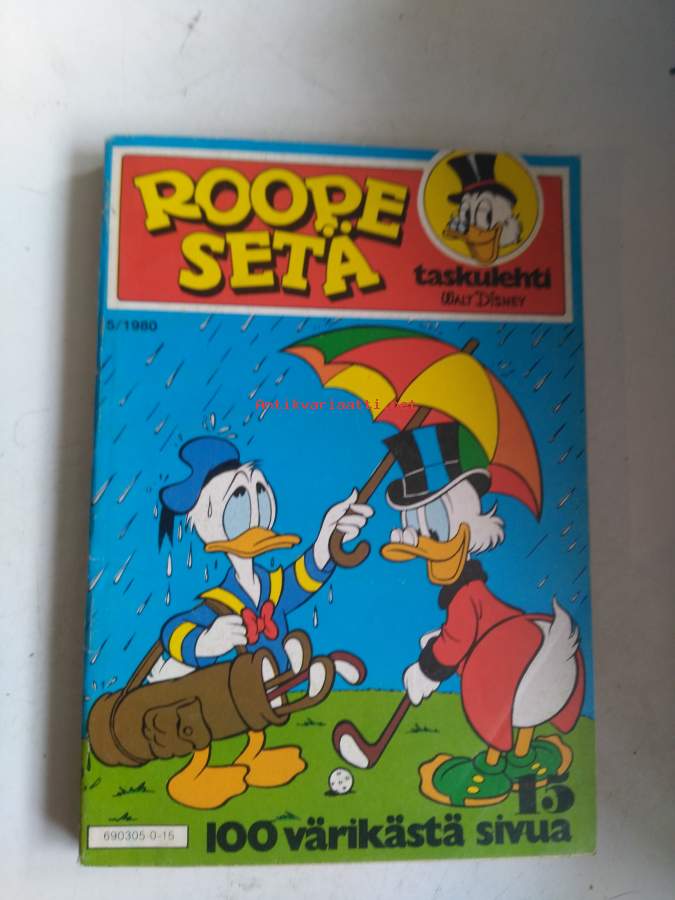 ROOPE
SETÄ
taskulehti
WALT DISNEY
5/1980
Antikvariaatti.net
15
100 värikästä sivua
690305-0-15